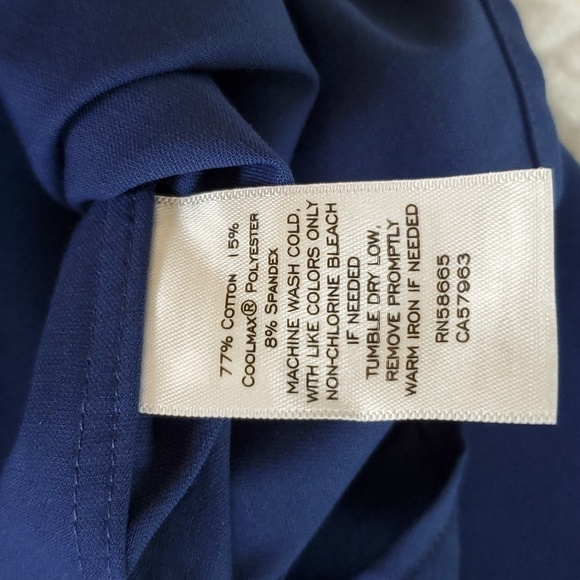 77% COTTON 15%
COOLMAX® POLYESTER
8% SPANDEX
MACHINE WASH COLD,
WITH LIKE COLORS ONLY
NON-CHLORINE BLEACH
IF NEEDED
TUMBLE DRY LOW,
REMOVE PROMPTLY
WARM IRON IF NEEDED
RN58665
CA57963